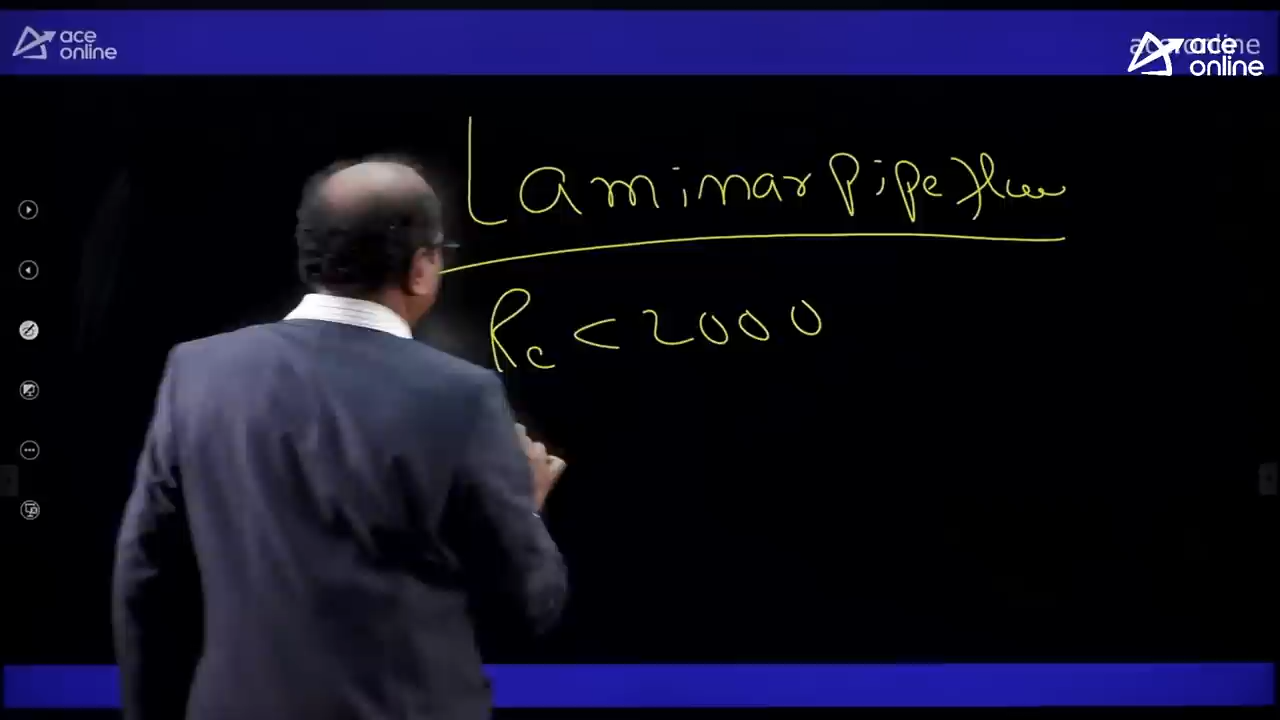 ace
online
ace
online
Laminar pipe flow
Re < 2000